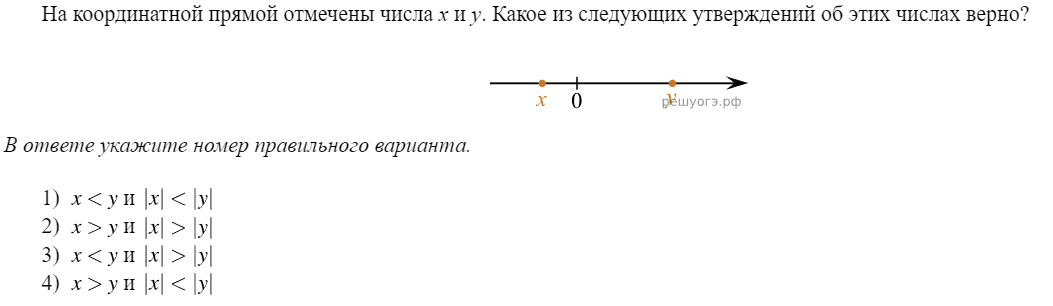 На координатной прямой отмечены числа x и y. Какое из следующих утверждений об этих числах верно?
x 0 y
решуогэ.рф
В ответе укажите номер правильного варианта.
1) x < y и |x| < |y|
2) x > y и |x| > |y|
3) x < y и |x| > |y|
4) x > y и |x| < |y|